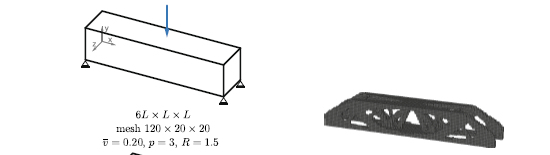 y
x
z
6L × L × L
mesh 120 × 20 × 20
v̅ = 0.20, p = 3, R = 1.5